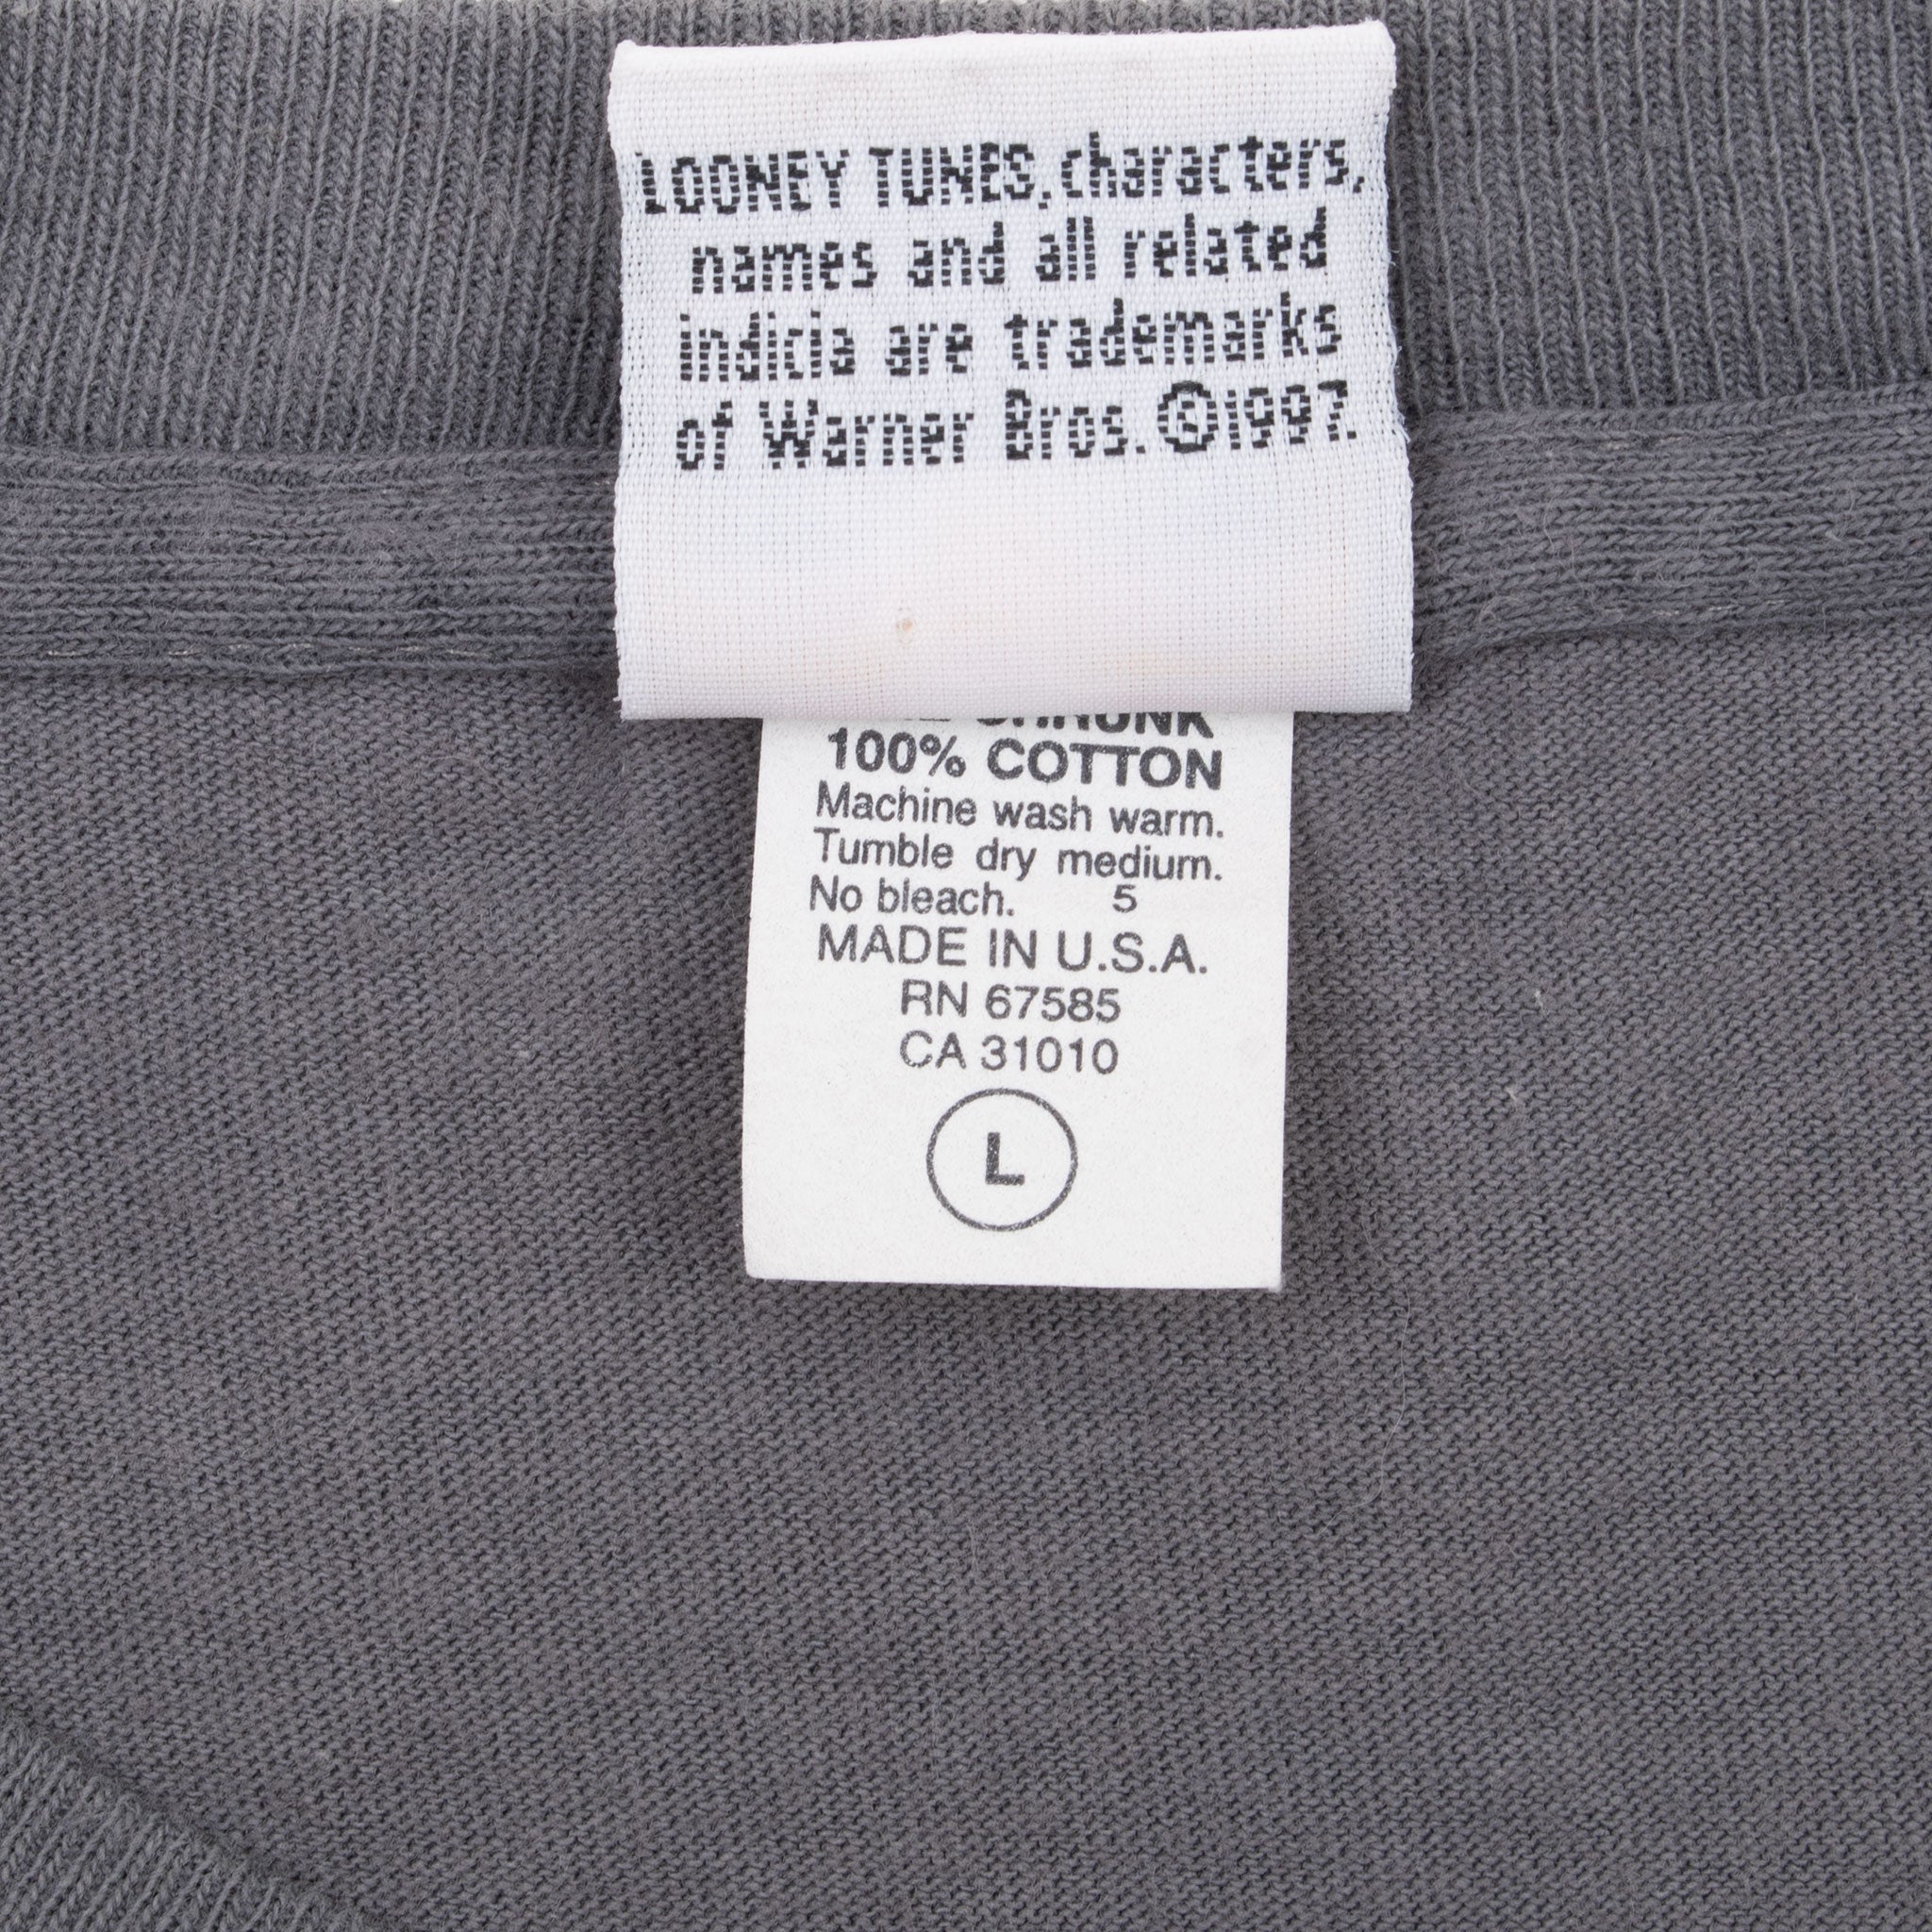 LOONEY TUNES, characters,
names and all related
indicia are trademarks
of Warner Bros. ©1997.
SHRUNK
100% COTTON
Machine wash warm.
Tumble dry medium.
No bleach. 5
MADE IN U.S.A.
RN 67585
CA 31010
L